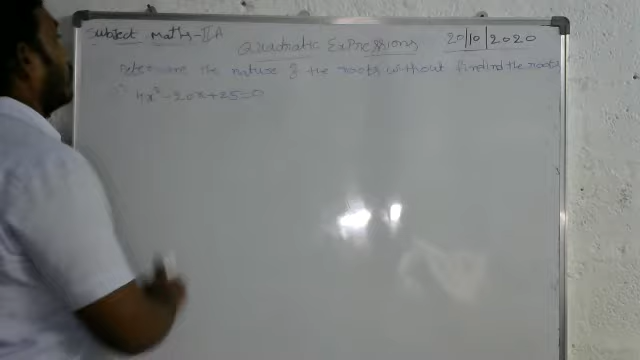 Subject Maths-IIA
Quadratic Expressions
20/10/2020
Determine the nature of the roots without findind the roots
4x² - 20x + 25 = 0